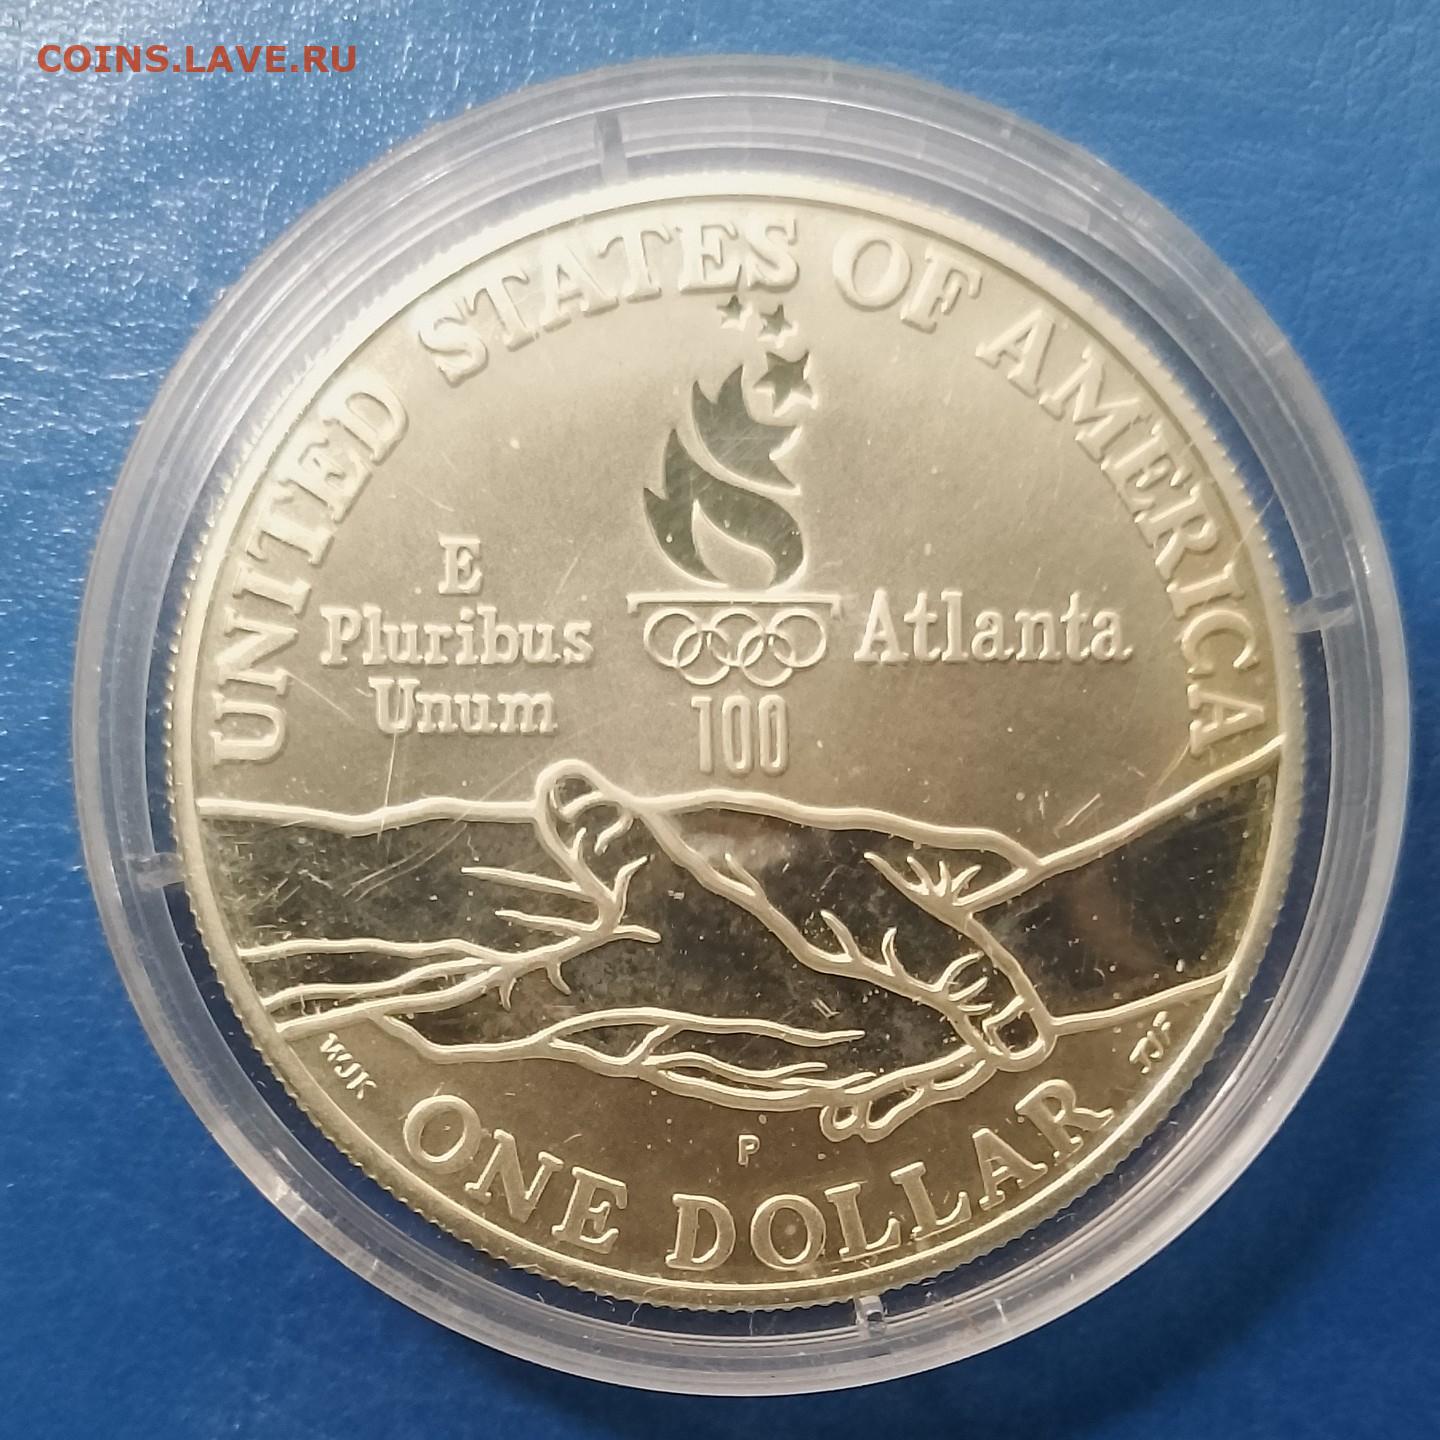 COINS.LAVE.RU
UNITED STATES OF AMERICA
E
Pluribus
Unum
Atlanta
100
WJK
TJF
P
ONE DOLLAR